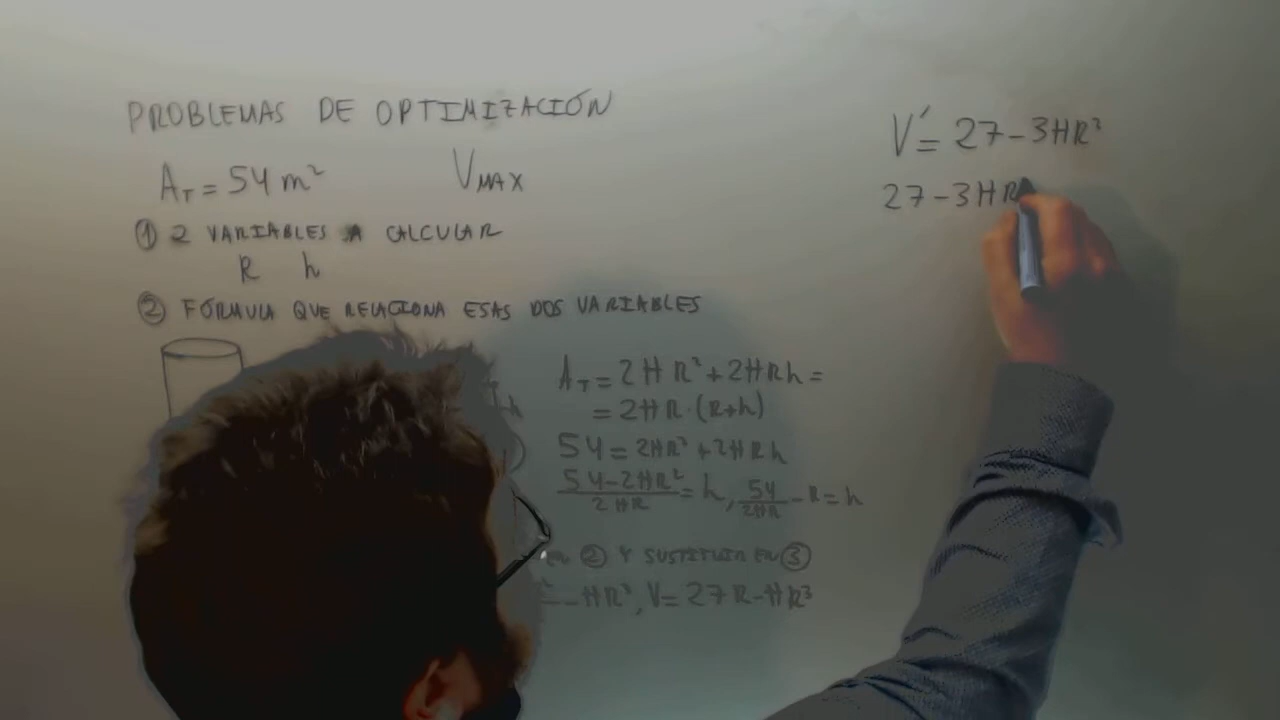 PROBLEMAS DE OPTIMIZACIÓN
A_T = 54 m² V_MAX
① 2 VARIABLES A CALCULAR
R h
② FÓRMULA QUE RELACIONA ESAS DOS VARIABLES
A_T = 2πR² + 2πRh =
= 2πR·(R+h)
54 = 2πR² + 2πRh
(54-2πR²)/(2πR) = h, 54/(2πR) - R = h
② Y SUSTITUIR EN ③
-πR³, V = 27R-πR³
V' = 27-3πR²
27-3πR